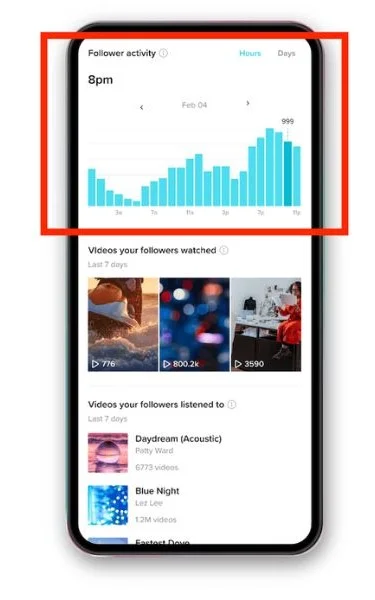 Follower activity
Hours Days
8pm
Feb 04
999
3a 7a 11a 3p 7p 11p
Videos your followers watched
Last 7 days
776 800.2k 3590
Videos your followers listened to
Last 7 days
Daydream (Acoustic)
Patty Ward
6773 videos
Blue Night
Lez Lee
1.2M videos
Fastest Dove